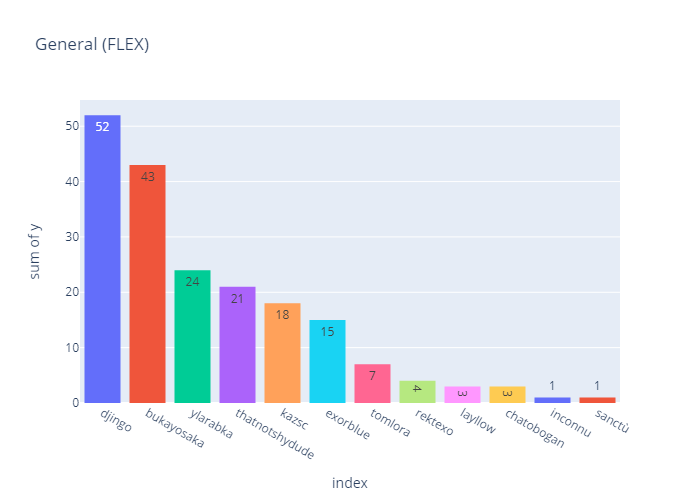 General (FLEX)
sum of y
50
40
30
20
10
0
52
43
24
21
18
15
7
4
3
3
1
1
djingo
bukayosaka
ylarabka
thatnotshydude
kazsc
exorblue
tomlora
rektexo
layllow
chatobogan
inconnu
sanctù
index